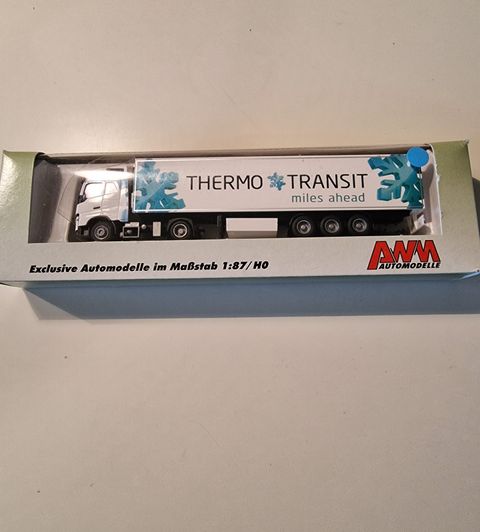 THERMO TRANSIT
miles ahead
AWM
AUTOMODELLE
Exclusive Automodelle im Maßstab 1:87/H0